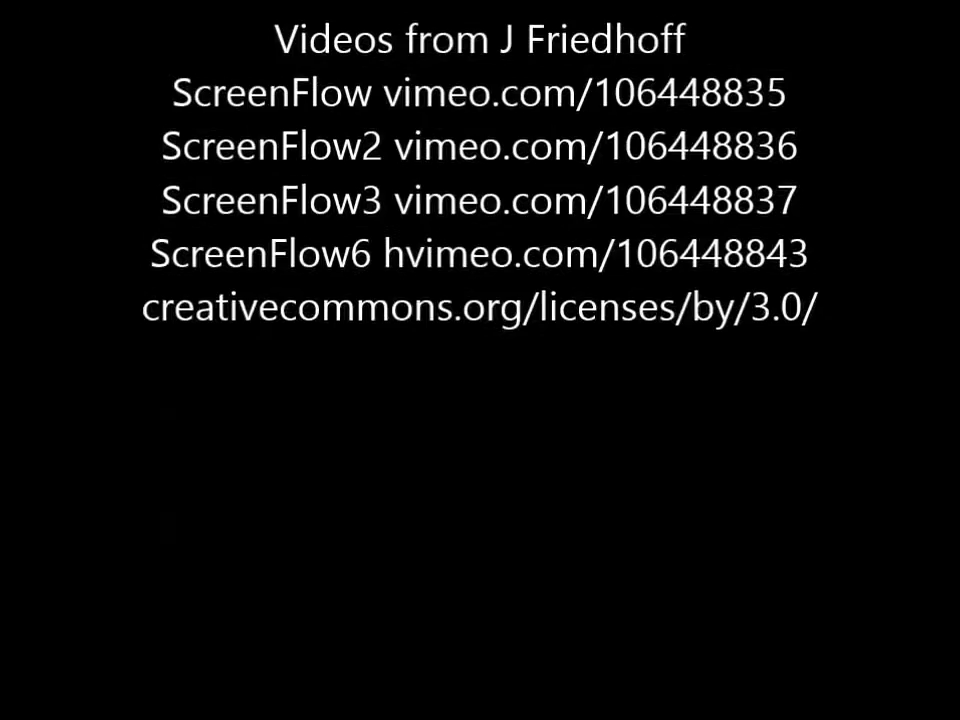 Videos from J Friedhoff
ScreenFlow vimeo.com/106448835
ScreenFlow2 vimeo.com/106448836
ScreenFlow3 vimeo.com/106448837
ScreenFlow6 hvimeo.com/106448843
creativecommons.org/licenses/by/3.0/